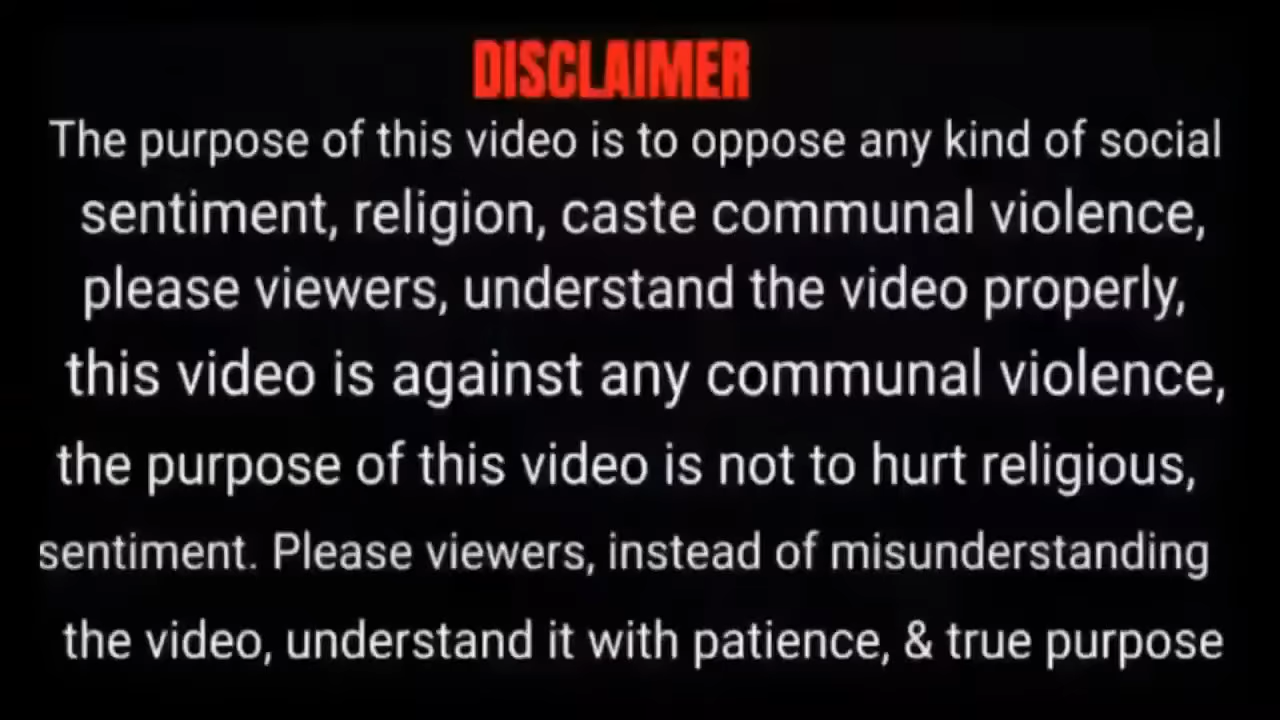 DISCLAIMER
The purpose of this video is to oppose any kind of social
sentiment, religion, caste communal violence,
please viewers, understand the video properly,
this video is against any communal violence,
the purpose of this video is not to hurt religious,
sentiment. Please viewers, instead of misunderstanding
the video, understand it with patience, & true purpose